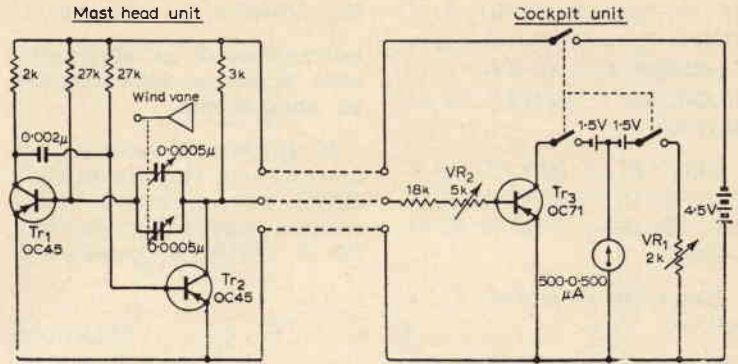 Mast head unit
Cockpit unit
2k
27k
27k
3k
Wind vane
0·002µ
0·0005µ
0·0005µ
Tr1
OC45
Tr2
OC45
18k
VR2
5k
Tr3
OC71
1·5V
1·5V
500-0-500
µA
VR1
2k
4·5V